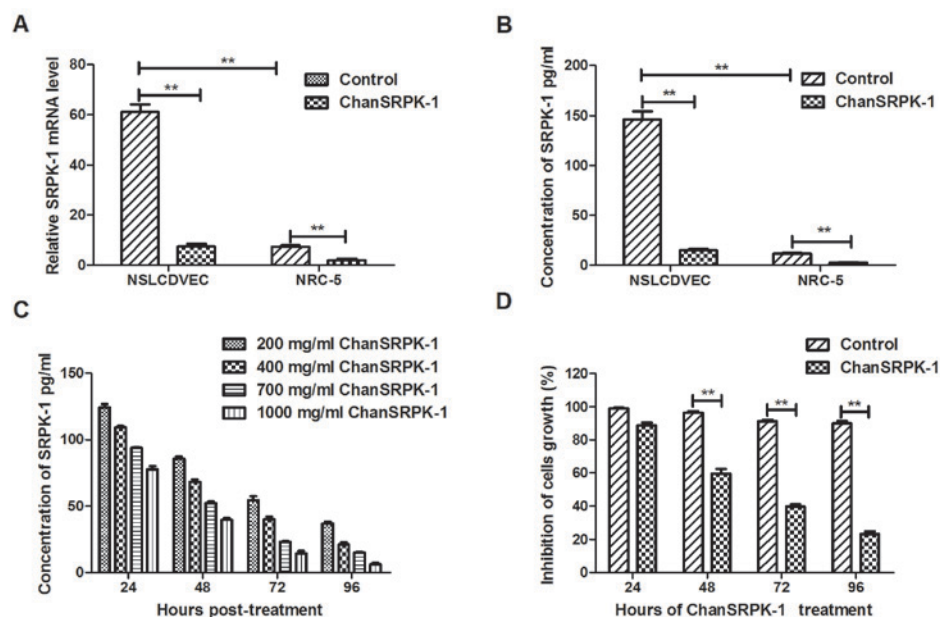 A
Relative SRPK-1 mRNA level
80
60
40
20
0
**
**
**
Control
ChanSRPK-1
NSLCDVEC
NRC-5
B
Concentration of SRPK-1 pg/ml
200
150
100
50
0
**
**
**
Control
ChanSRPK-1
NSLCDVEC
NRC-5
C
Concentration of SRPK-1 pg/ml
150
100
50
0
200 mg/ml ChanSRPK-1
400 mg/ml ChanSRPK-1
700 mg/ml ChanSRPK-1
1000 mg/ml ChanSRPK-1
24
48
72
96
Hours post-treatment
D
Inhibition of cells growth (%)
120
100
80
60
40
20
0
Control
ChanSRPK-1
**
**
**
24
48
72
96
Hours of ChanSRPK-1 treatment